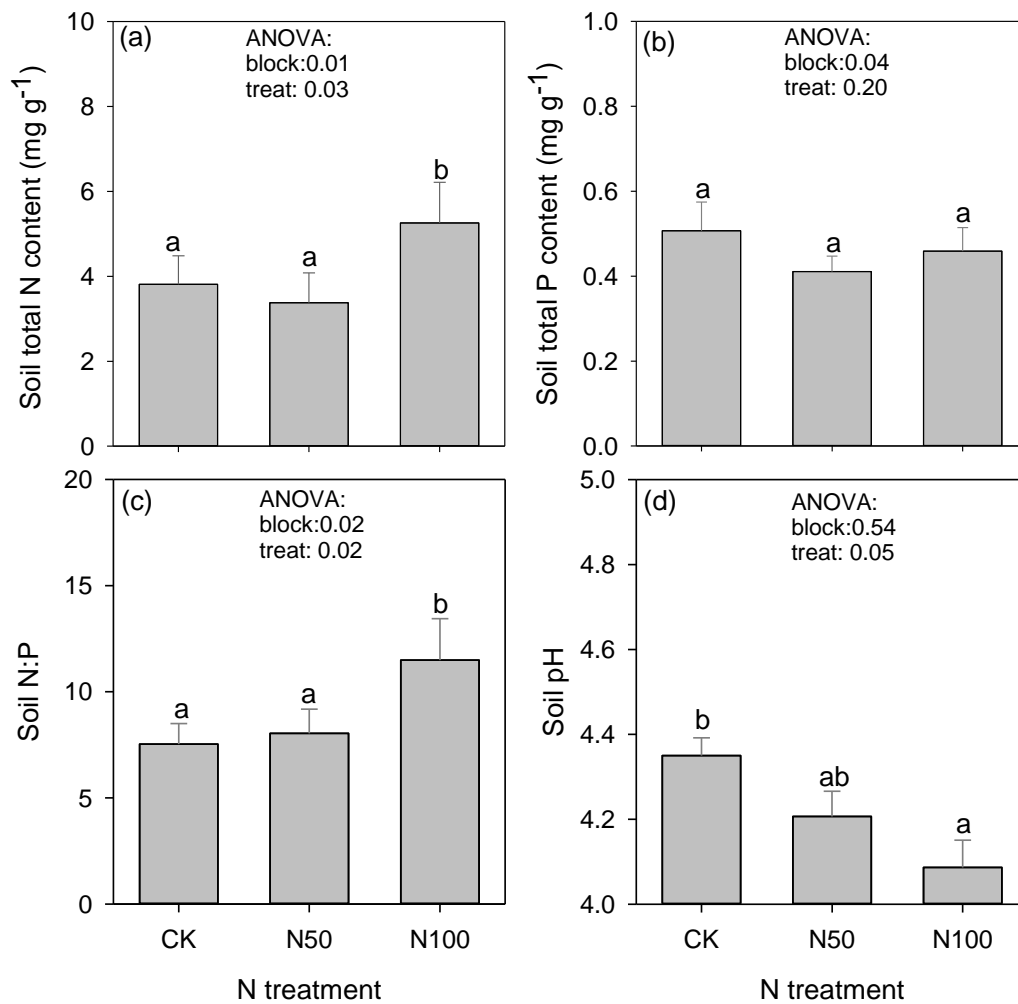 (a)
ANOVA:
block:0.01
treat: 0.03
Soil total N content (mg g⁻¹)
10
8
6
4
2
0
a
a
b
(b)
ANOVA:
block:0.04
treat: 0.20
Soil total P content (mg g⁻¹)
1.0
0.8
0.6
0.4
0.2
0.0
a
a
a
(c)
ANOVA:
block:0.02
treat: 0.02
Soil N:P
20
15
10
5
0
a
a
b
CK N50 N100
N treatment
(d)
ANOVA:
block:0.54
treat: 0.05
Soil pH
5.0
4.8
4.6
4.4
4.2
4.0
b
ab
a
CK N50 N100
N treatment